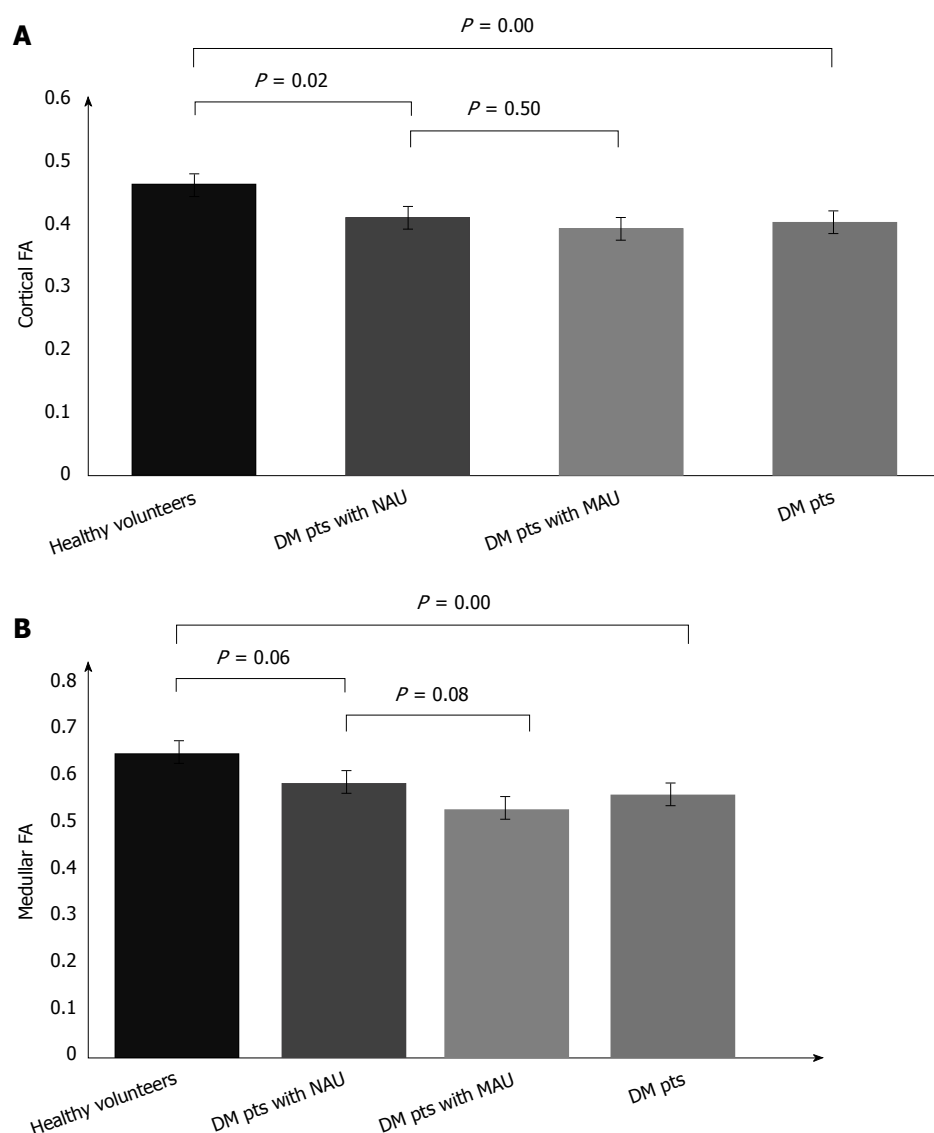 A
P = 0.00
P = 0.02
P = 0.50
0.6
0.5
0.4
0.3
0.2
0.1
0
Cortical FA
Healthy volunteers
DM pts with NAU
DM pts with MAU
DM pts
B
P = 0.00
P = 0.06
P = 0.08
0.8
0.7
0.6
0.5
0.4
0.3
0.2
0.1
0
Medullar FA
Healthy volunteers
DM pts with NAU
DM pts with MAU
DM pts